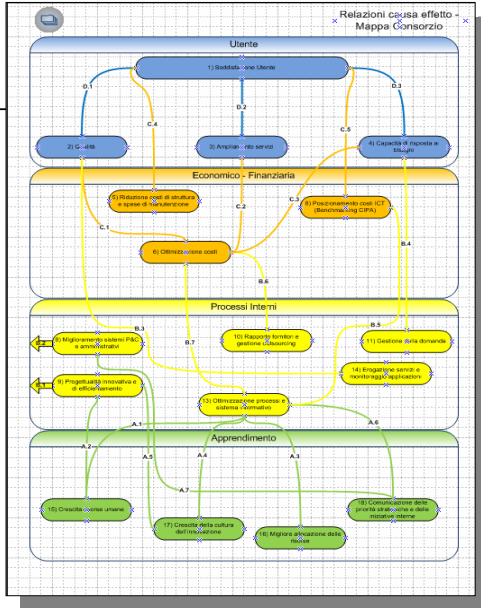 Relazioni causa effetto -
Mappa Consorzio
Utente
1) Soddisfazione Utente
D.1
D.2
D.3
C.4
C.5
2) Qualità
3) Ampliamento servizi
4) Capacità di risposta ai
bisogni
Economico - Finanziaria
5) Riduzione costi di struttura
e spese di manutenzione
C.2
C.3
6) Posizionamento costi ICT
(Benchmarking CIPA)
C.1
B.4
6) Ottimizzazione costi
B.6
Processi Interni
B.3
B.7
B.5
B.2
8) Miglioramento sistemi P&C
e amministrativi
10) Rapporto fornitori e
gestione outsourcing
11) Gestione della domanda
B.1
9) Progettualità innovativa e
di efficientamento
14) Erogazione servizi e
monitoraggio applicazioni
13) Ottimizzazione processi e
sistema normativo
A.1
A.6
Apprendimento
A.2
A.5
A.4
A.3
A.7
15) Crescita risorse umane
17) Crescita della cultura
dell'innovazione
16) Migliore allocazione delle
risorse
18) Comunicazione delle
priorità strategiche e delle
iniziative interne